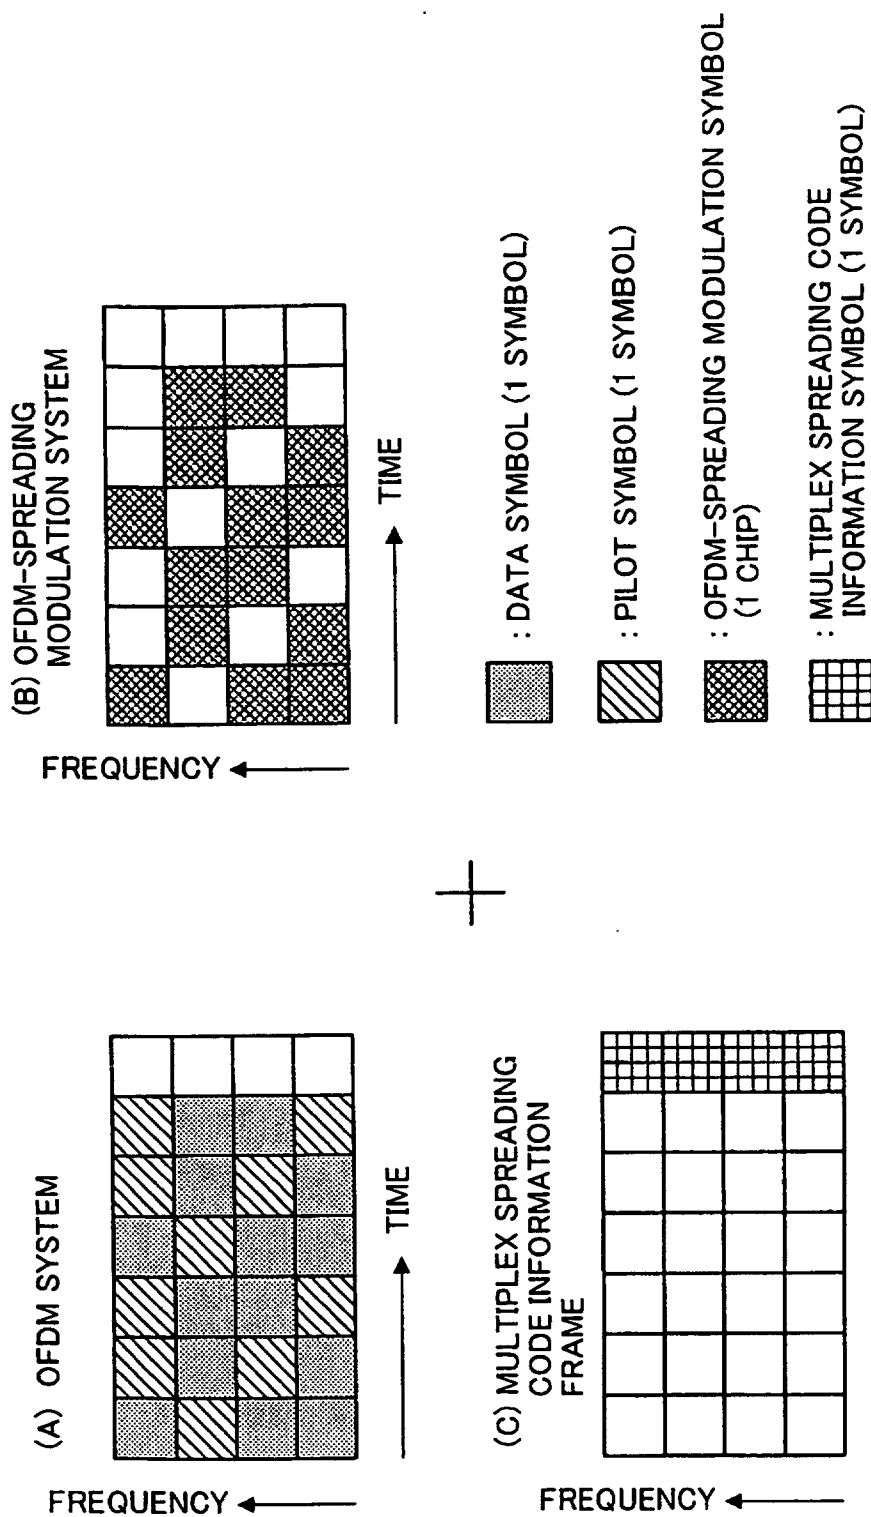 (A) OFDM SYSTEM
FREQUENCY
TIME
(B) OFDM-SPREADING
MODULATION SYSTEM
FREQUENCY
TIME
(C) MULTIPLEX SPREADING
CODE INFORMATION
FRAME
FREQUENCY
: DATA SYMBOL (1 SYMBOL)
: PILOT SYMBOL (1 SYMBOL)
: OFDM-SPREADING MODULATION SYMBOL
(1 CHIP)
: MULTIPLEX SPREADING CODE
INFORMATION SYMBOL (1 SYMBOL)